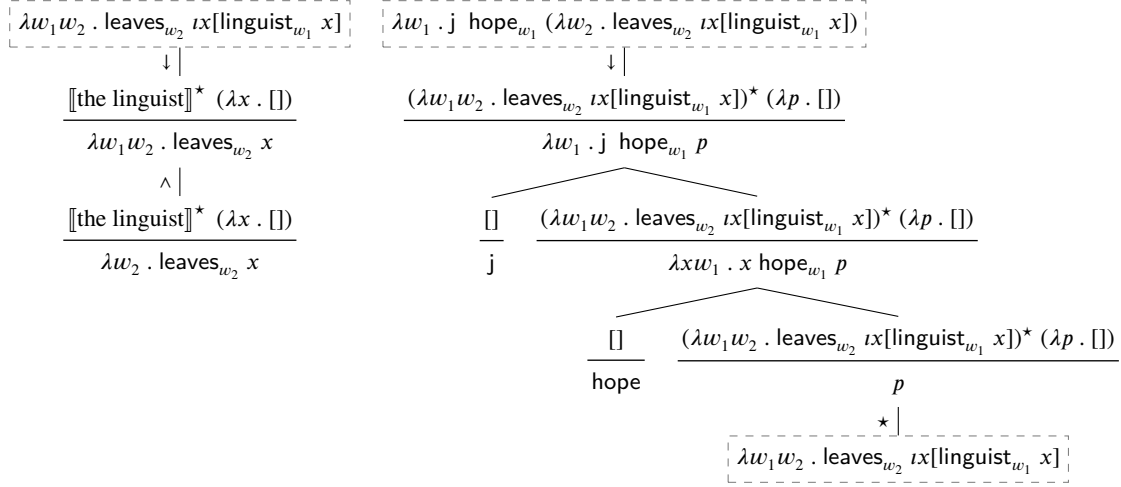 λw₁w₂ . leaves_w₂ ιx[linguist_w₁ x]
↓
⟦the linguist⟧★ (λx . [])
λw₁w₂ . leaves_w₂ x
∧
⟦the linguist⟧★ (λx . [])
λw₂ . leaves_w₂ x
λw₁ . j hope_w₁ (λw₂ . leaves_w₂ ιx[linguist_w₁ x])
↓
(λw₁w₂ . leaves_w₂ ιx[linguist_w₁ x])★ (λp . [])
λw₁ . j hope_w₁ p
[]
j
(λw₁w₂ . leaves_w₂ ιx[linguist_w₁ x])★ (λp . [])
λxw₁ . x hope_w₁ p
[]
hope
(λw₁w₂ . leaves_w₂ ιx[linguist_w₁ x])★ (λp . [])
p
★
λw₁w₂ . leaves_w₂ ιx[linguist_w₁ x]